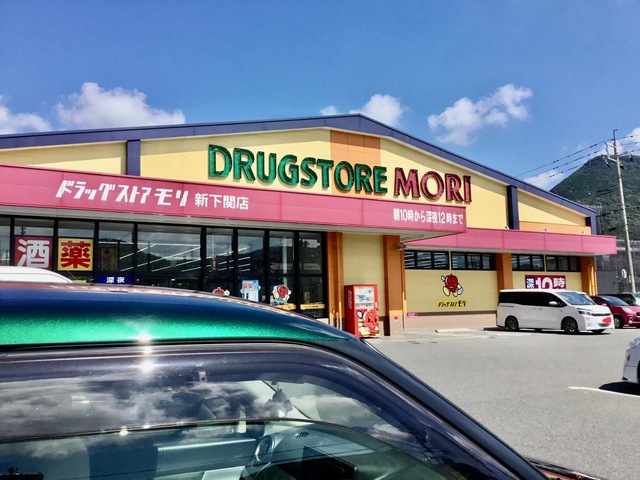 DRUGSTORE MORI
ドラッグストア モリ 新下関店
朝10時から深夜12時まで
酒
薬
深夜
ドラッグストア モリ
10時